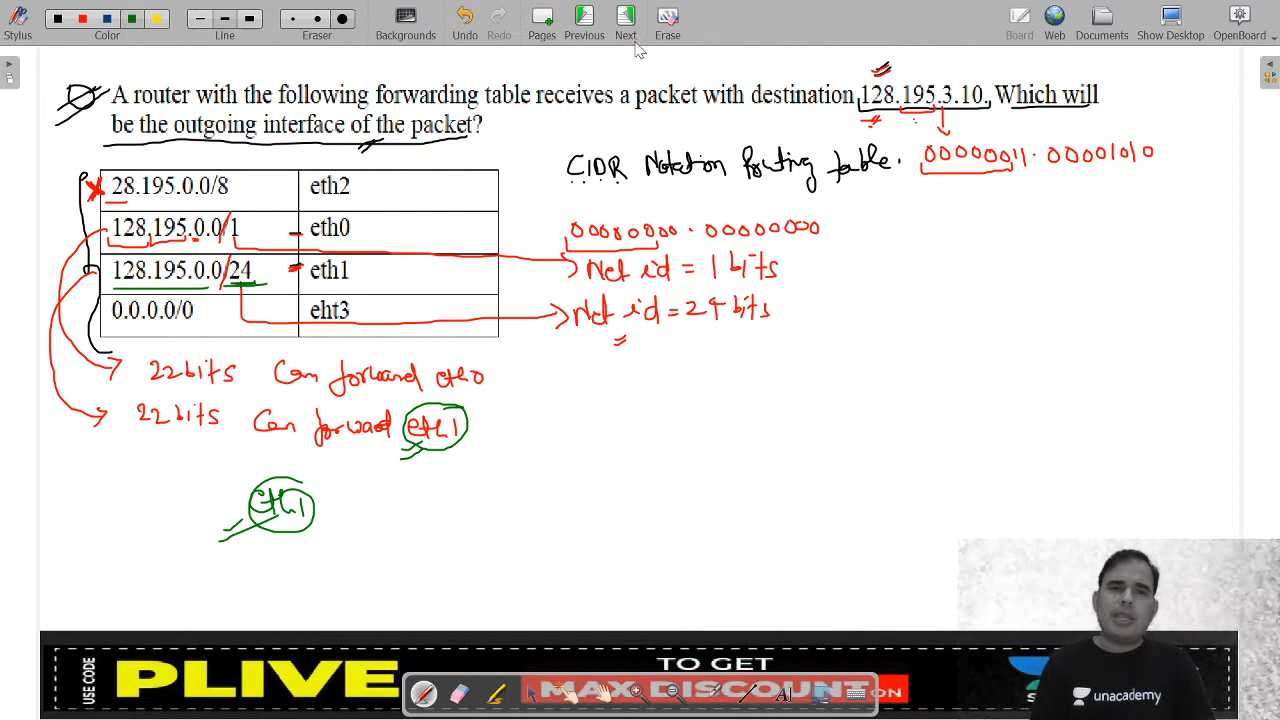 Stylus
Color
Line
Eraser
Backgrounds
Undo
Redo
Pages
Previous
Next
Erase
Board
Web
Documents
Show Desktop
OpenBoard
A router with the following forwarding table receives a packet with destination 128.195.3.10. Which will
be the outgoing interface of the packet?
CIDR Notation Routing table.
00000011.00001010
28.195.0.0/8 eth2
128.195.0.0/1 eth0
128.195.0.0/24 eth1
0.0.0.0/0 eht3
00000000.00000000
Net id = 1 bits
Net id = 24 bits
22 bits Can forward eth0
22 bits Can forward eth1
eth1
USE CODE
PLIVE
TO GET
MAX DISCOUNT
ON
unacademy